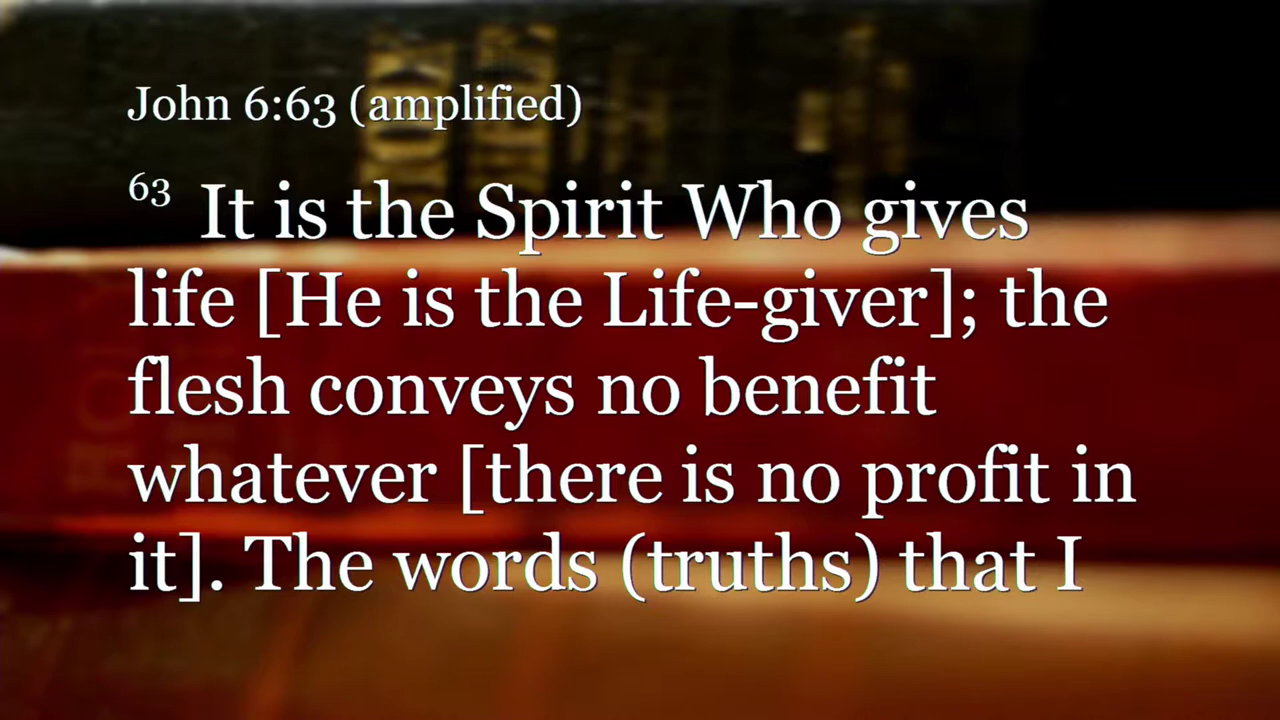 John 6:63 (amplified)
63 It is the Spirit Who gives
life [He is the Life-giver]; the
flesh conveys no benefit
whatever [there is no profit in
it]. The words (truths) that I